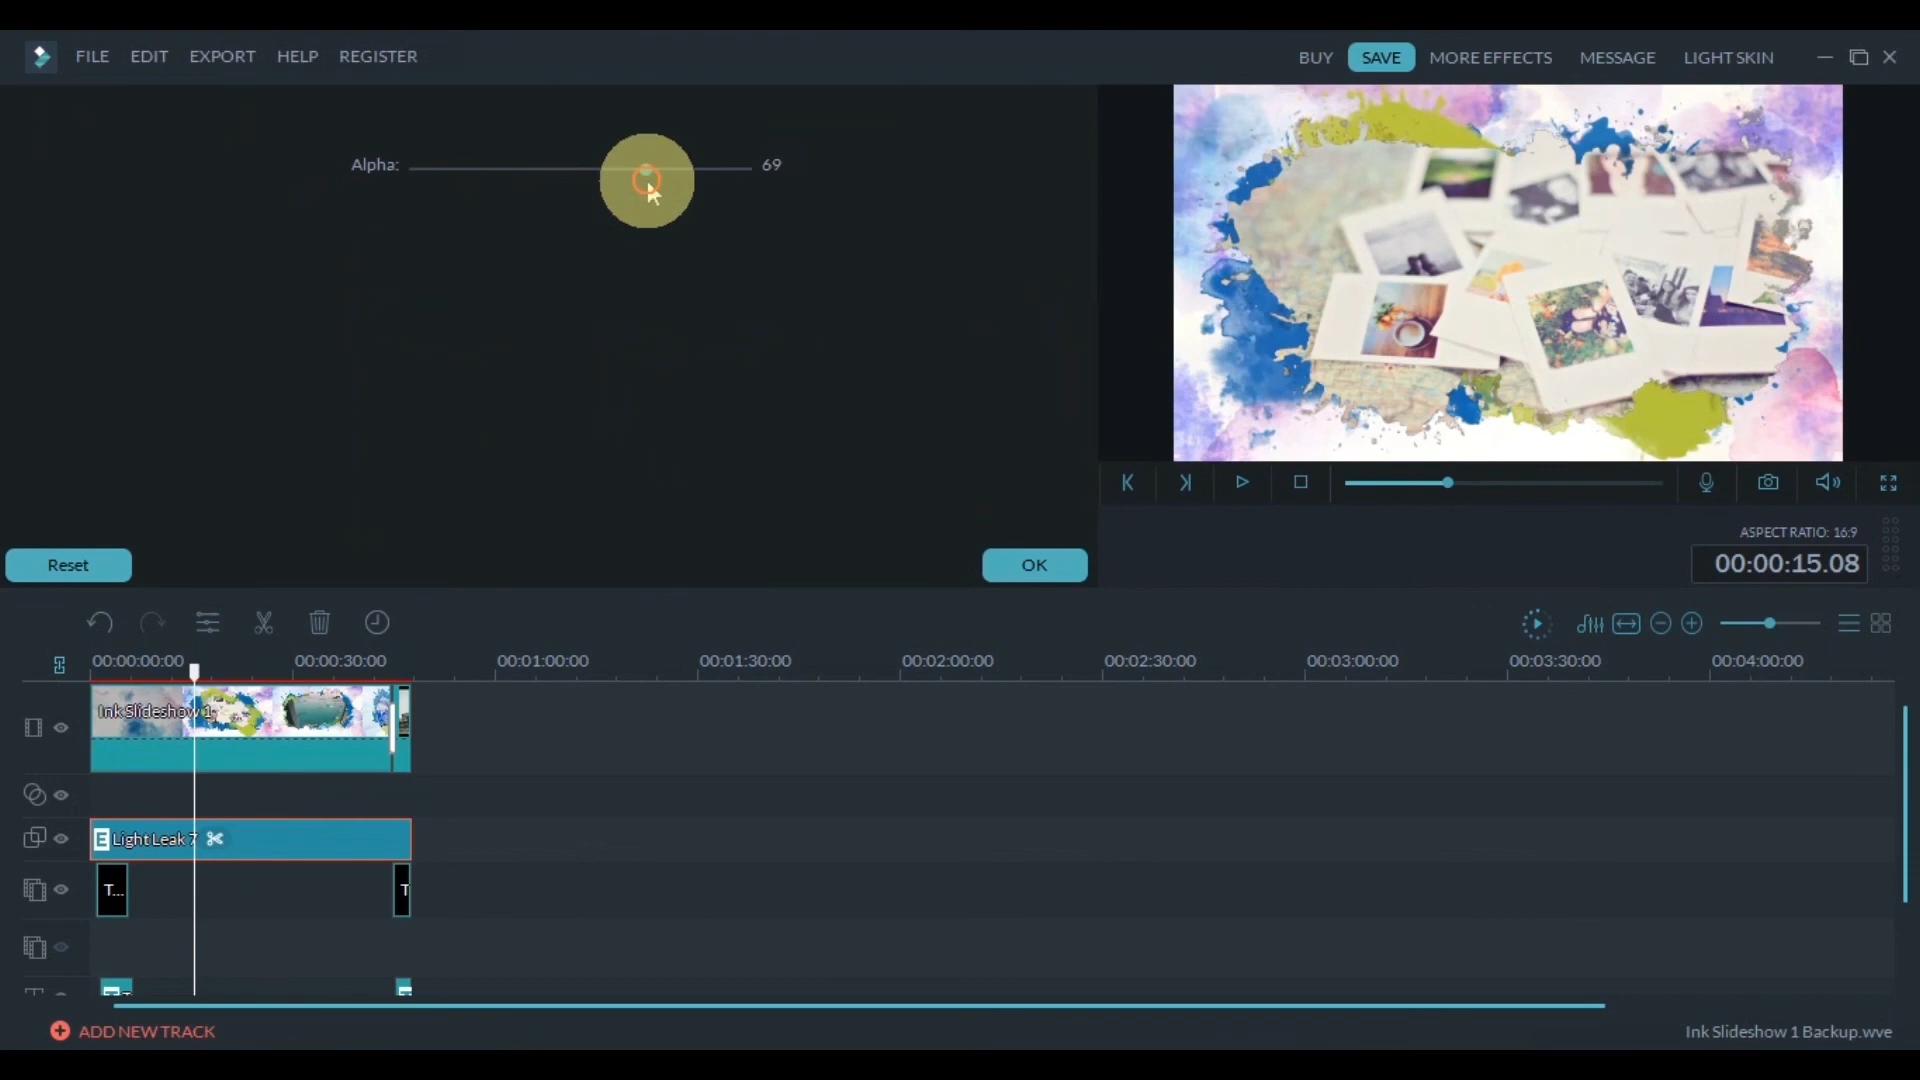 FILE EDIT EXPORT HELP REGISTER
BUY SAVE MORE EFFECTS MESSAGE LIGHT SKIN
Alpha: 69
Reset OK
ASPECT RATIO: 16:9
00:00:15.08
00:00:00:00 00:00:30:00 00:01:00:00 00:01:30:00 00:02:00:00 00:02:30:00 00:03:00:00 00:03:30:00 00:04:00:00
Ink Slideshow 1
E Light Leak 7
T... T
ADD NEW TRACK
Ink Slideshow 1 Backup.wve